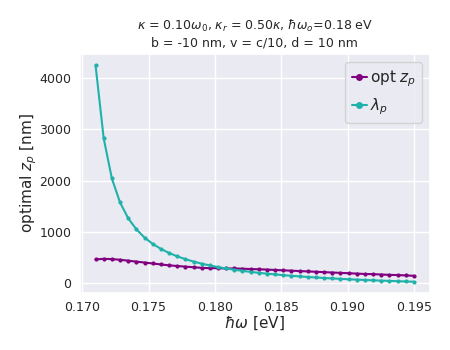 κ = 0.10ω₀, κᵣ = 0.50κ, ħωₒ=0.18 eV
b = -10 nm, v = c/10, d = 10 nm
optimal zₚ [nm]
4000
3000
2000
1000
0
opt zₚ
λₚ
0.170 0.175 0.180 0.185 0.190 0.195
ħω [eV]